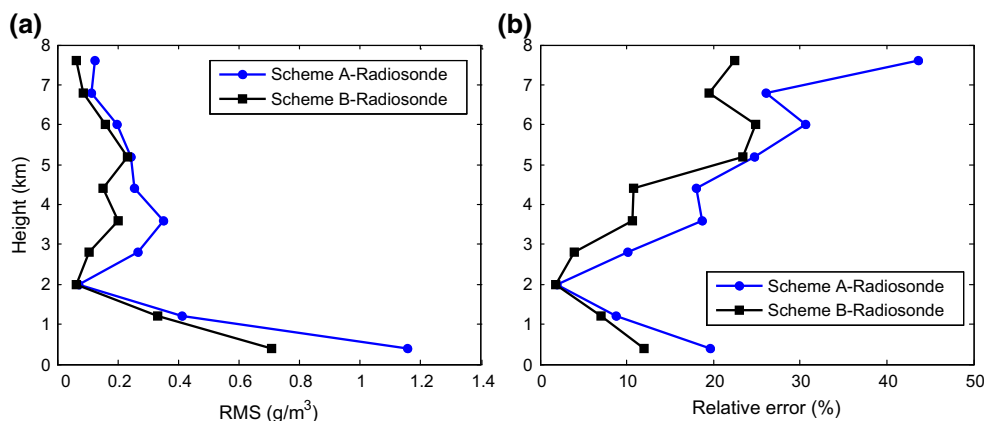 (a)
8
7
6
5
4
3
2
1
0
Height (km)
Scheme A-Radiosonde
Scheme B-Radiosonde
0 0.2 0.4 0.6 0.8 1 1.2 1.4
RMS (g/m³)
(b)
8
7
6
5
4
3
2
1
0
Scheme A-Radiosonde
Scheme B-Radiosonde
0 10 20 30 40 50
Relative error (%)